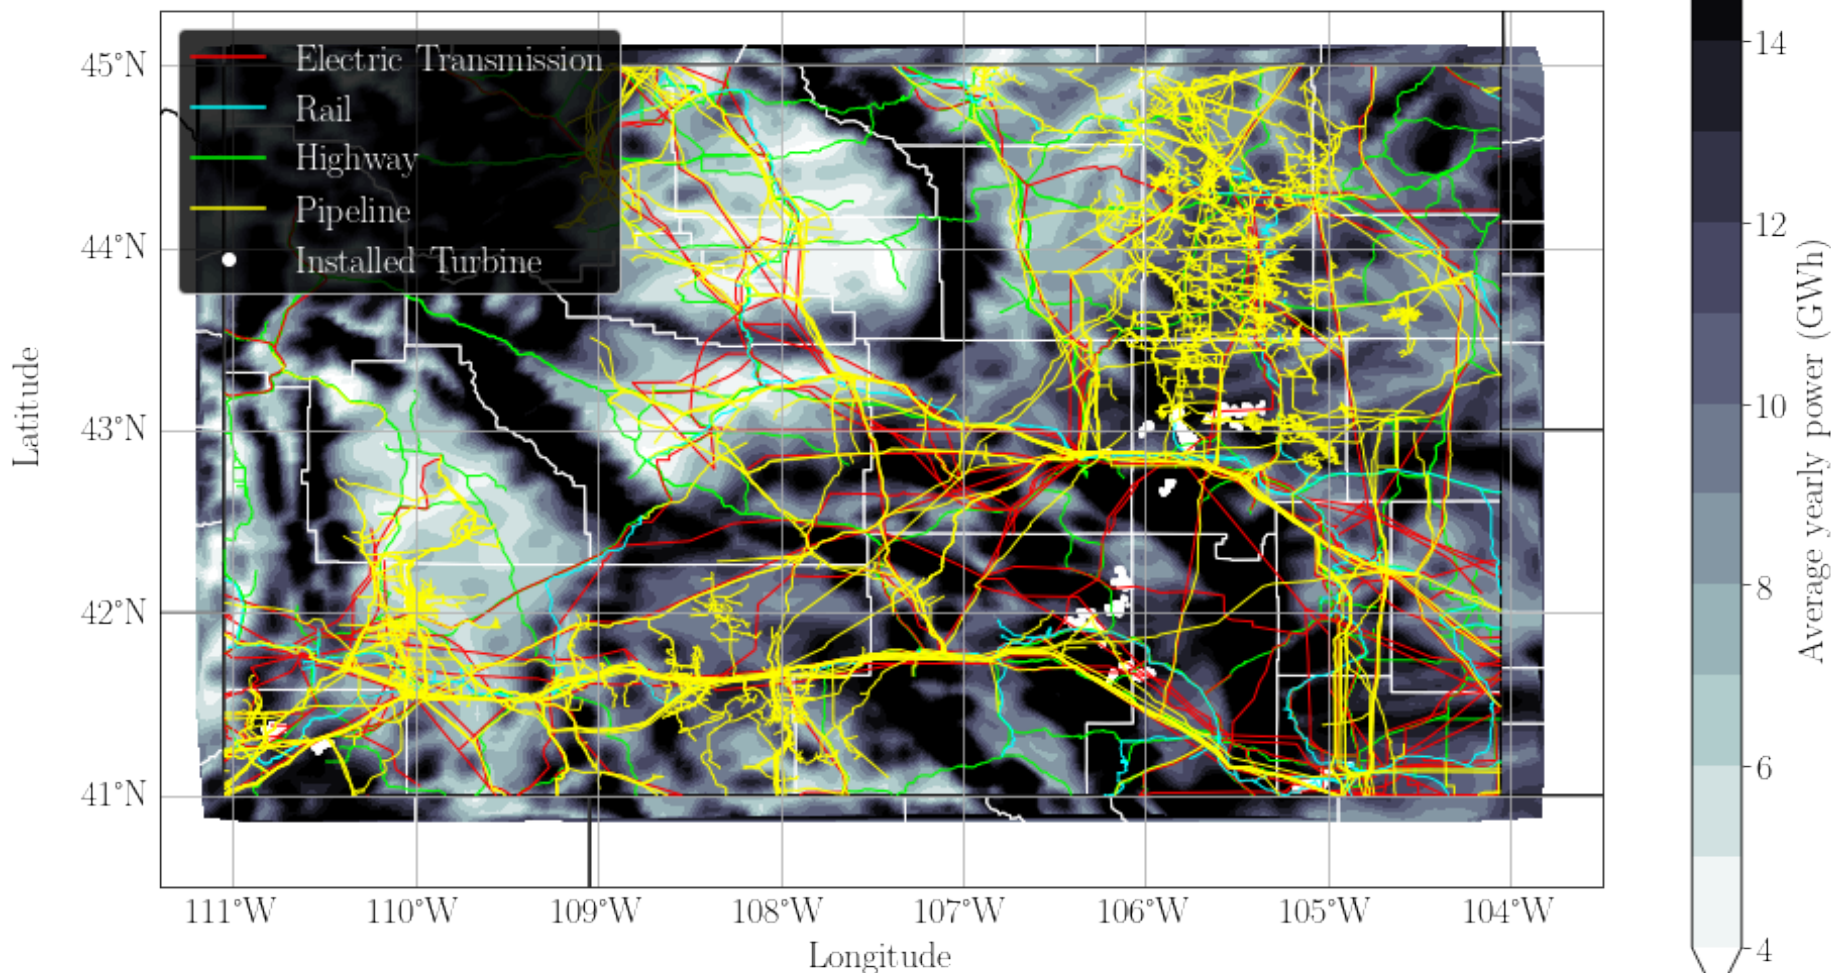 Electric Transmission
Rail
Highway
Pipeline
Installed Turbine
45°N
44°N
43°N
42°N
41°N
Latitude
111°W 110°W 109°W 108°W 107°W 106°W 105°W 104°W
Longitude
14
12
10
8
6
4
Average yearly power (GWh)